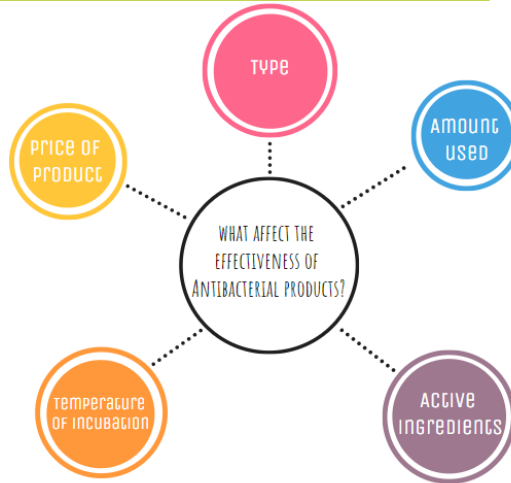 Type
Amount
used
Price of
product
What affect the
effectiveness of
Antibacterial products?
Temperature
of incubation
Active
ingredients